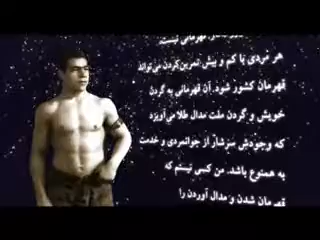 قهرمانی نیست.
هر مردی با کم و بیش تمرین‌کردن می‌تواند
قهرمان کشور شود. آن قهرمانی به گردن
خویش و گردن ملت مدال طلا می‌آویزد
که وجودش سرشار از جوانمردی و خدمت
به همنوع باشد. من کسی نیستم که
قهرمان شدن و مدال آوردن را